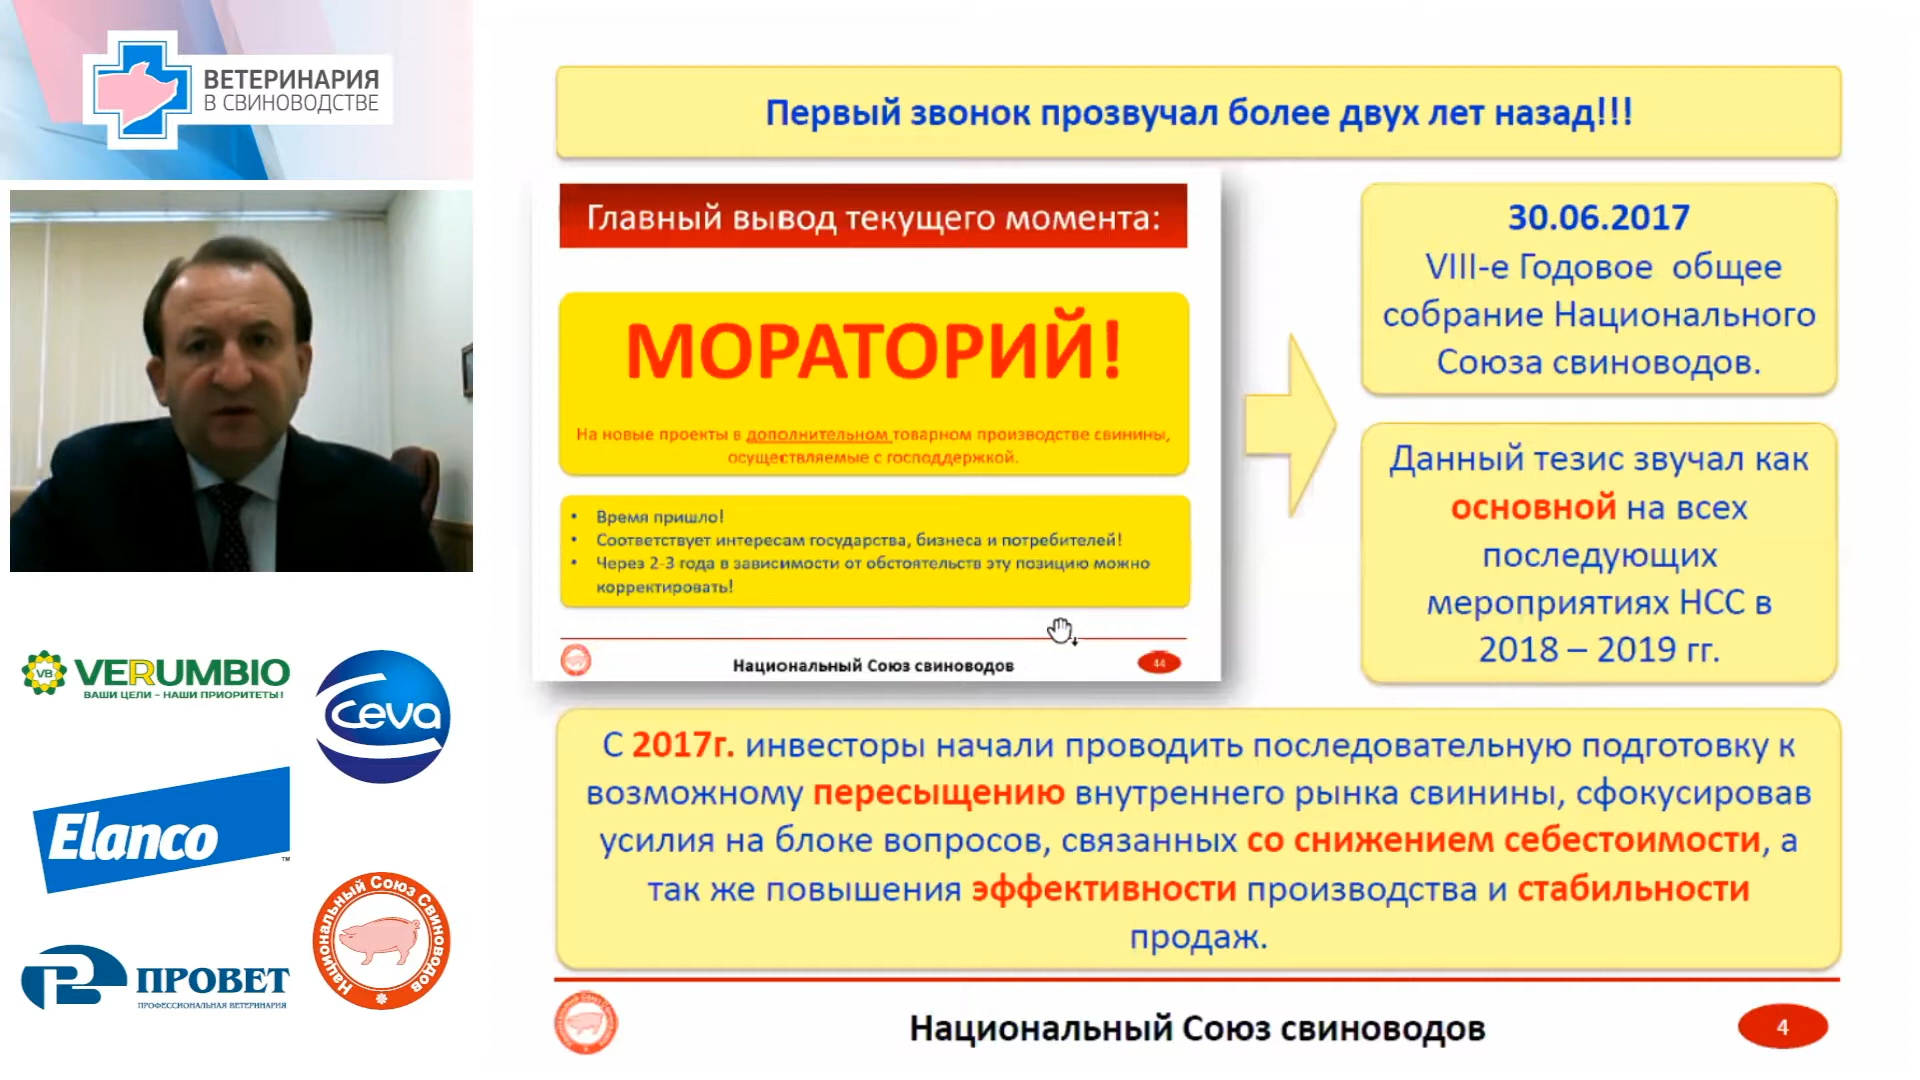 ВЕТЕРИНАРИЯ
В СВИНОВОДСТВЕ
Первый звонок прозвучал более двух лет назад!!!
Главный вывод текущего момента:
МОРАТОРИЙ!
На новые проекты в дополнительном товарном производстве свинины,
осуществляемые с господдержкой.
• Время пришло!
• Соответствует интересам государства, бизнеса и потребителей!
• Через 2-3 года в зависимости от обстоятельств эту позицию можно
корректировать!
Национальный Союз свиноводов
44
30.06.2017
VIII-е Годовое общее
собрание Национального
Союза свиноводов.
Данный тезис звучал как
основной на всех
последующих
мероприятиях НСС в
2018 – 2019 гг.
С 2017г. инвесторы начали проводить последовательную подготовку к
возможному пересыщению внутреннего рынка свинины, сфокусировав
усилия на блоке вопросов, связанных со снижением себестоимости, а
так же повышения эффективности производства и стабильности
продаж.
Национальный Союз свиноводов
4
VB
VERUMBIO
ВАШИ ЦЕЛИ – НАШИ ПРИОРИТЕТЫ!
Ceva
Elanco
™
Национальный Союз Свиноводов
ПРОВЕТ
ПРОФЕССИОНАЛЬНАЯ ВЕТЕРИНАРИЯ